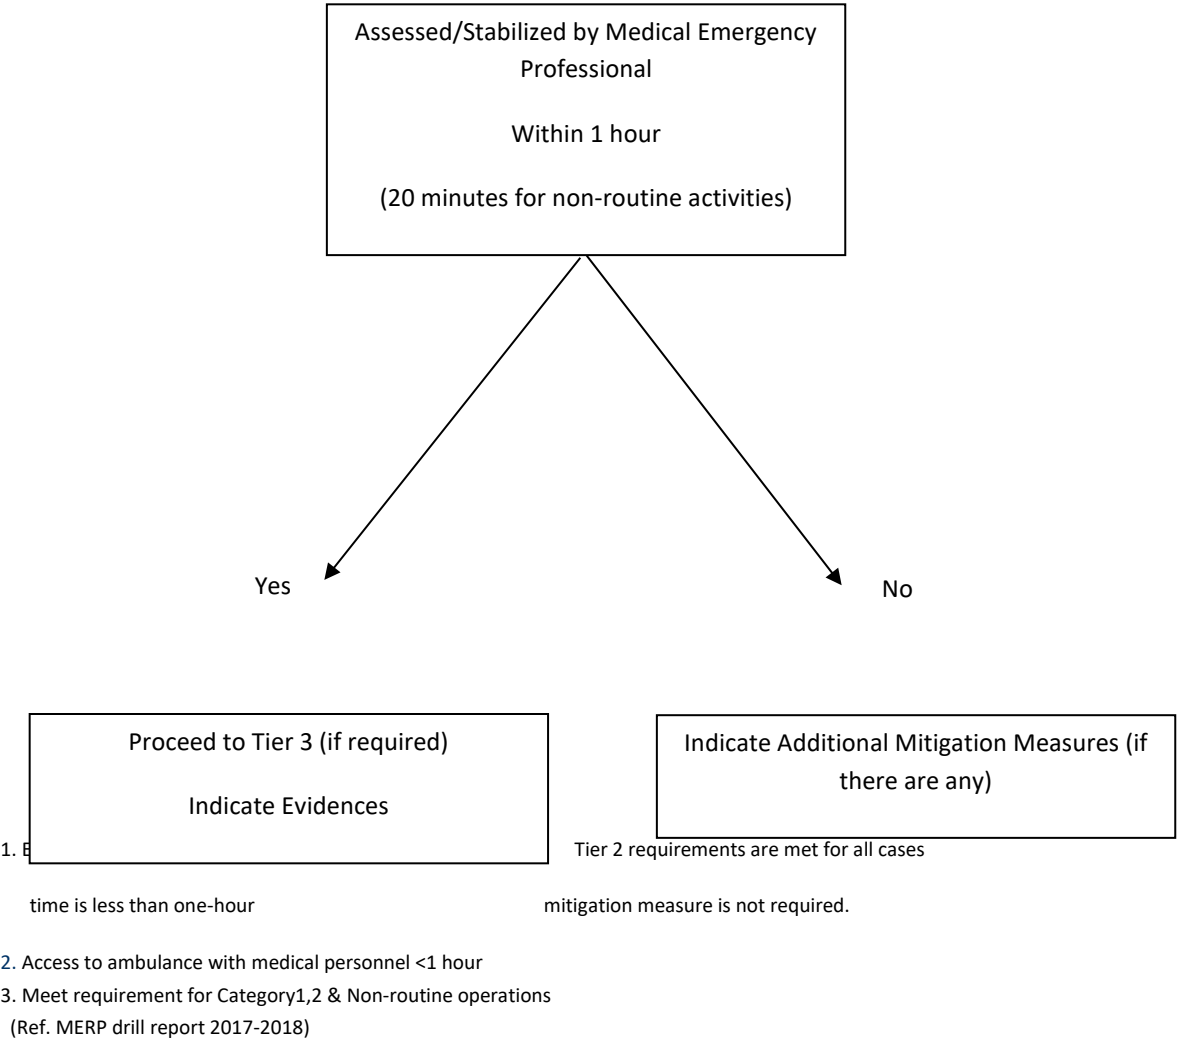 Assessed/Stabilized by Medical Emergency
Professional
Within 1 hour
(20 minutes for non-routine activities)
Yes
No
Proceed to Tier 3 (if required)
Indicate Evidences
Indicate Additional Mitigation Measures (if
there are any)
1.
Tier 2 requirements are met for all cases
time is less than one-hour
mitigation measure is not required.
2. Access to ambulance with medical personnel <1 hour
3. Meet requirement for Category1,2 & Non-routine operations
(Ref. MERP drill report 2017-2018)